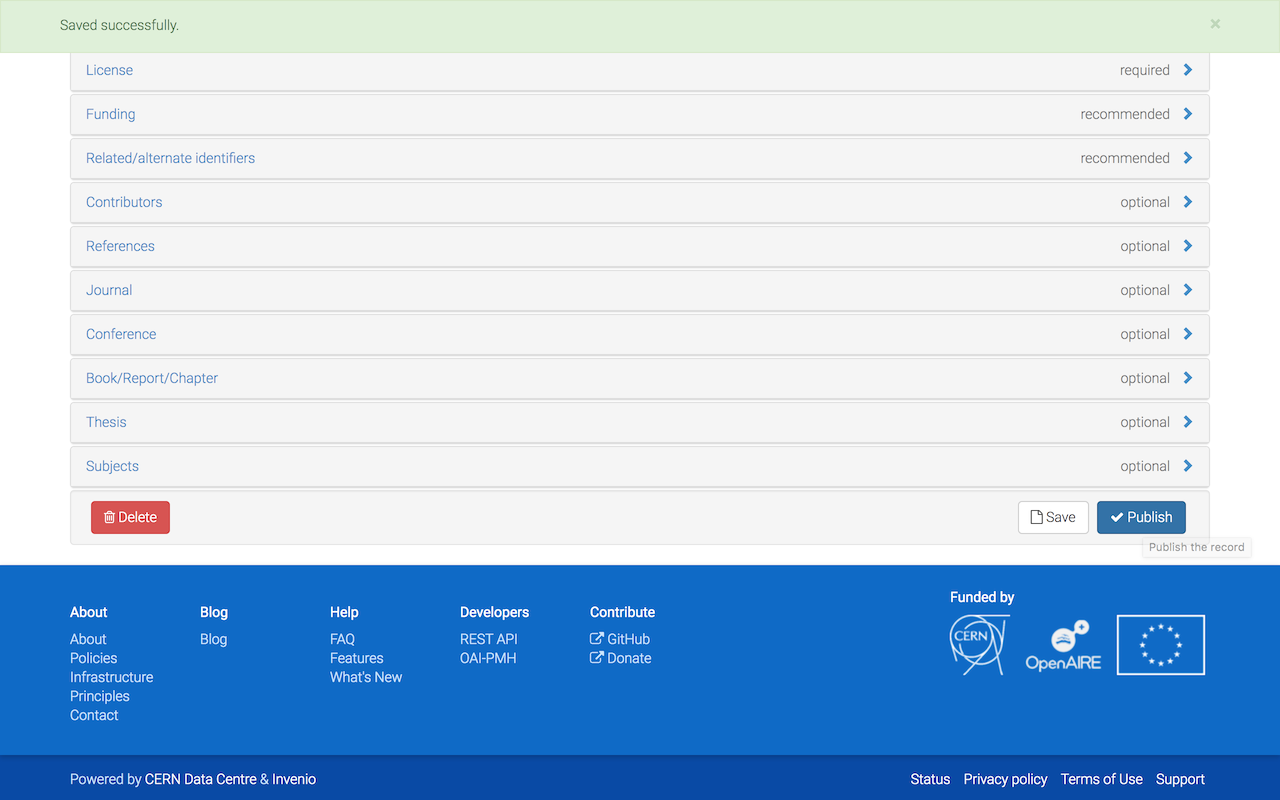 Saved successfully. ×
License required
Funding recommended
Related/alternate identifiers recommended
Contributors optional
References optional
Journal optional
Conference optional
Book/Report/Chapter optional
Thesis optional
Subjects optional
Delete Save Publish
Publish the record
About Blog Help Developers Contribute Funded by
About Blog FAQ REST API GitHub CERN
Policies Features OAI-PMH Donate OpenAIRE
Infrastructure What's New
Principles
Contact
Powered by CERN Data Centre & Invenio Status Privacy policy Terms of Use Support